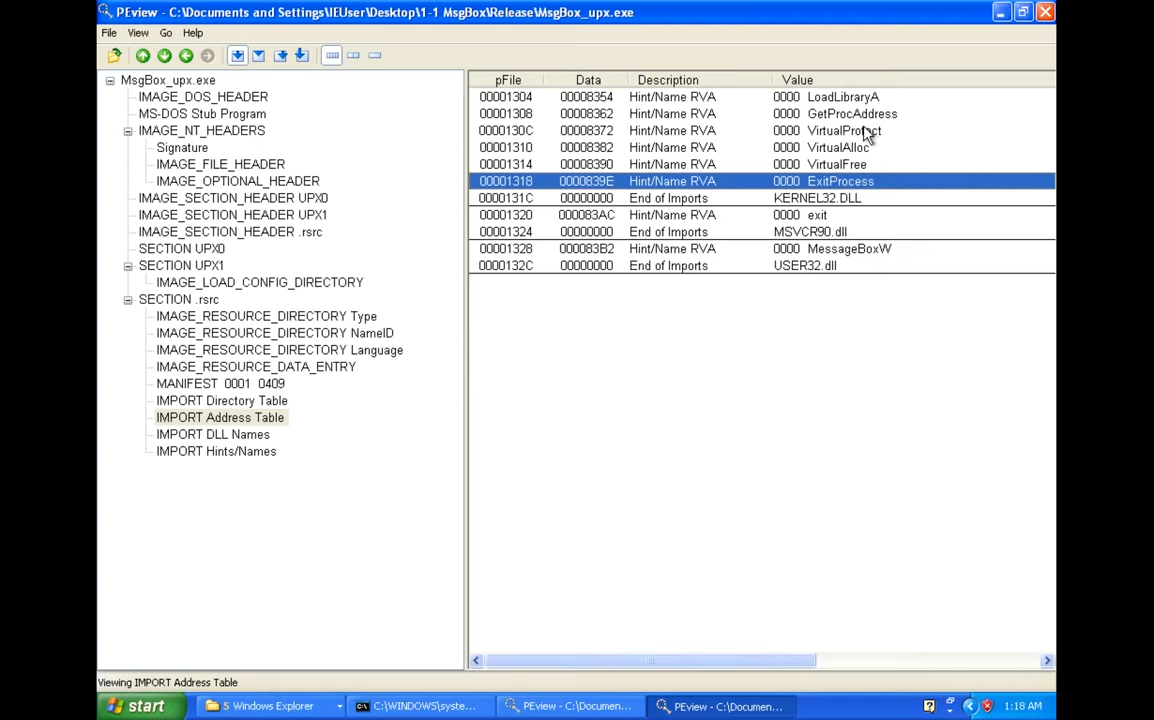 PEview - C:\Documents and Settings\IEUser\Desktop\1-1 MsgBox\Release\MsgBox_upx.exe
File View Go Help
MsgBox_upx.exe
IMAGE_DOS_HEADER
MS-DOS Stub Program
IMAGE_NT_HEADERS
Signature
IMAGE_FILE_HEADER
IMAGE_OPTIONAL_HEADER
IMAGE_SECTION_HEADER UPX0
IMAGE_SECTION_HEADER UPX1
IMAGE_SECTION_HEADER .rsrc
SECTION UPX0
SECTION UPX1
IMAGE_LOAD_CONFIG_DIRECTORY
SECTION .rsrc
IMAGE_RESOURCE_DIRECTORY Type
IMAGE_RESOURCE_DIRECTORY NameID
IMAGE_RESOURCE_DIRECTORY Language
IMAGE_RESOURCE_DATA_ENTRY
MANIFEST 0001 0409
IMPORT Directory Table
IMPORT Address Table
IMPORT DLL Names
IMPORT Hints/Names
pFile Data Description Value
00001304 00008354 Hint/Name RVA 0000 LoadLibraryA
00001308 00008362 Hint/Name RVA 0000 GetProcAddress
0000130C 00008372 Hint/Name RVA 0000 VirtualProtect
00001310 00008382 Hint/Name RVA 0000 VirtualAlloc
00001314 00008390 Hint/Name RVA 0000 VirtualFree
00001318 0000839E Hint/Name RVA 0000 ExitProcess
0000131C 00000000 End of Imports KERNEL32.DLL
00001320 000083AC Hint/Name RVA 0000 exit
00001324 00000000 End of Imports MSVCR90.dll
00001328 000083B2 Hint/Name RVA 0000 MessageBoxW
0000132C 00000000 End of Imports USER32.dll
Viewing IMPORT Address Table
start 5 Windows Explorer C:\WINDOWS\syste... PEview - C:\Documen... PEview - C:\Documen... 1:18 AM